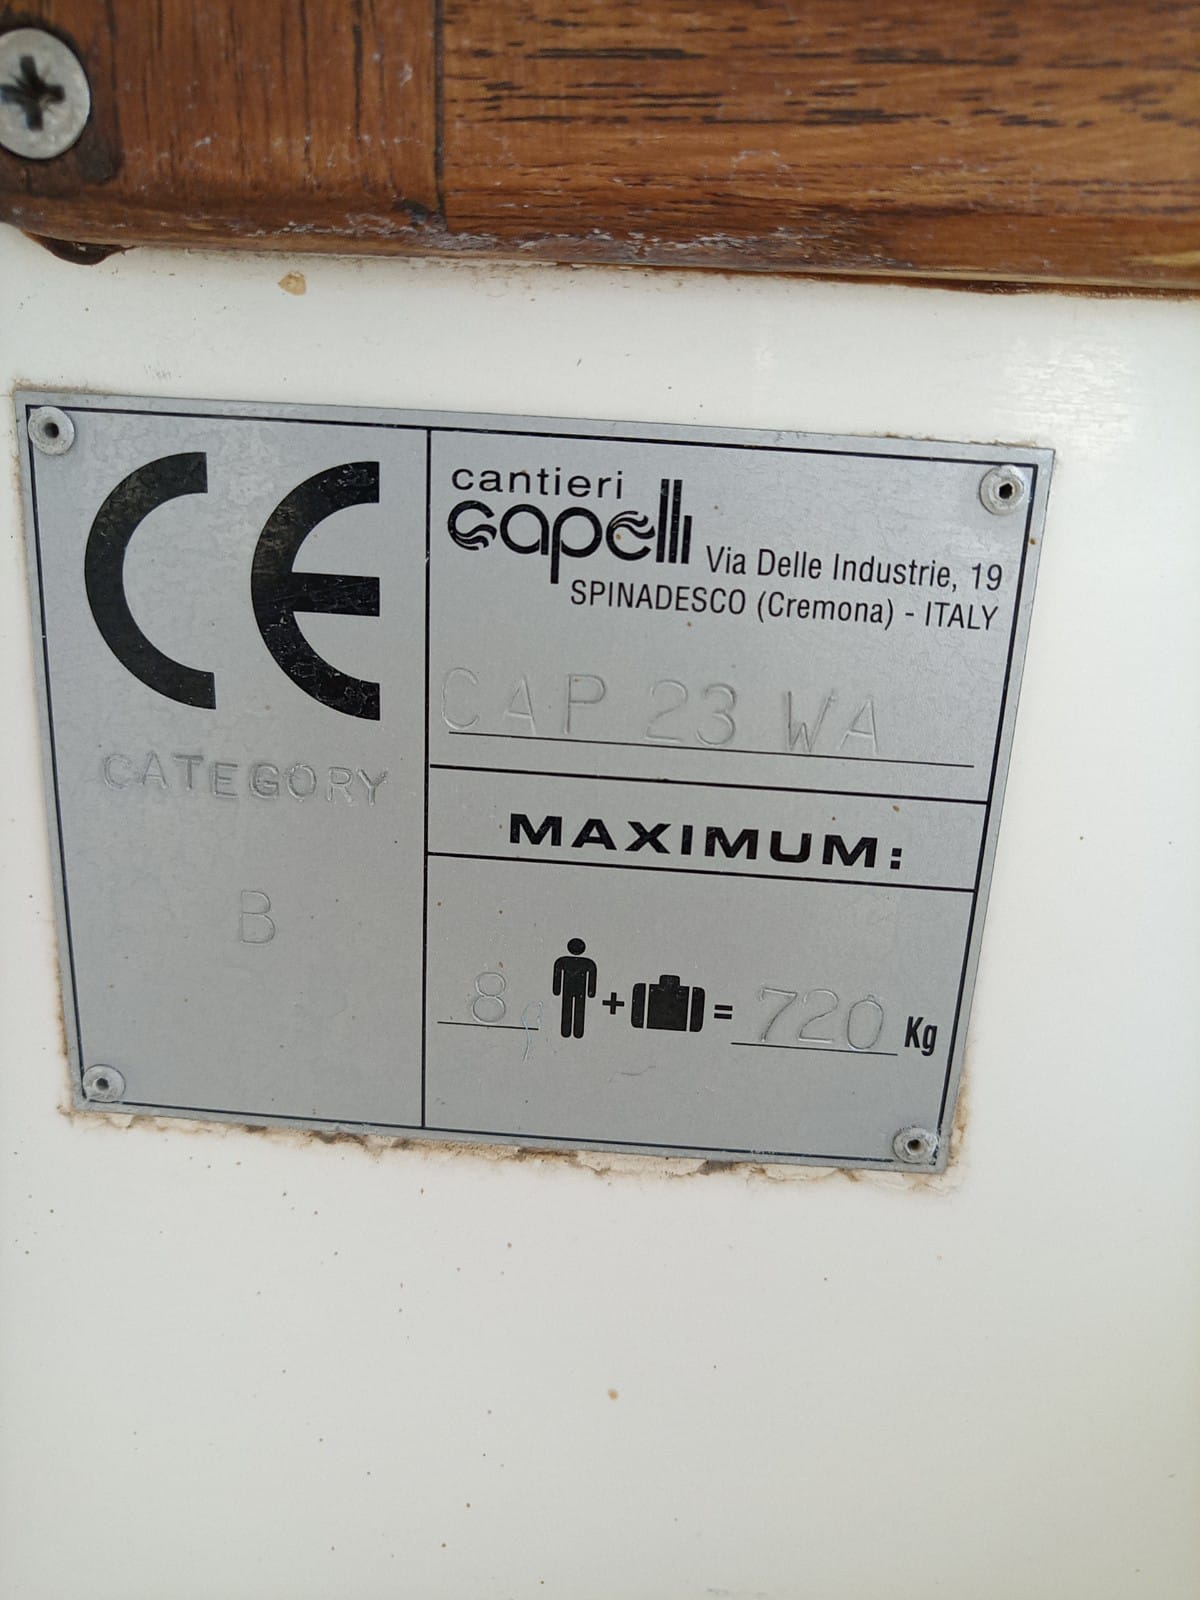 CE
CATEGORY
B
cantieri
capelli
Via Delle Industrie, 19
SPINADESCO (Cremona) - ITALY
CAP 23 WA
MAXIMUM:
8 + = 720 Kg